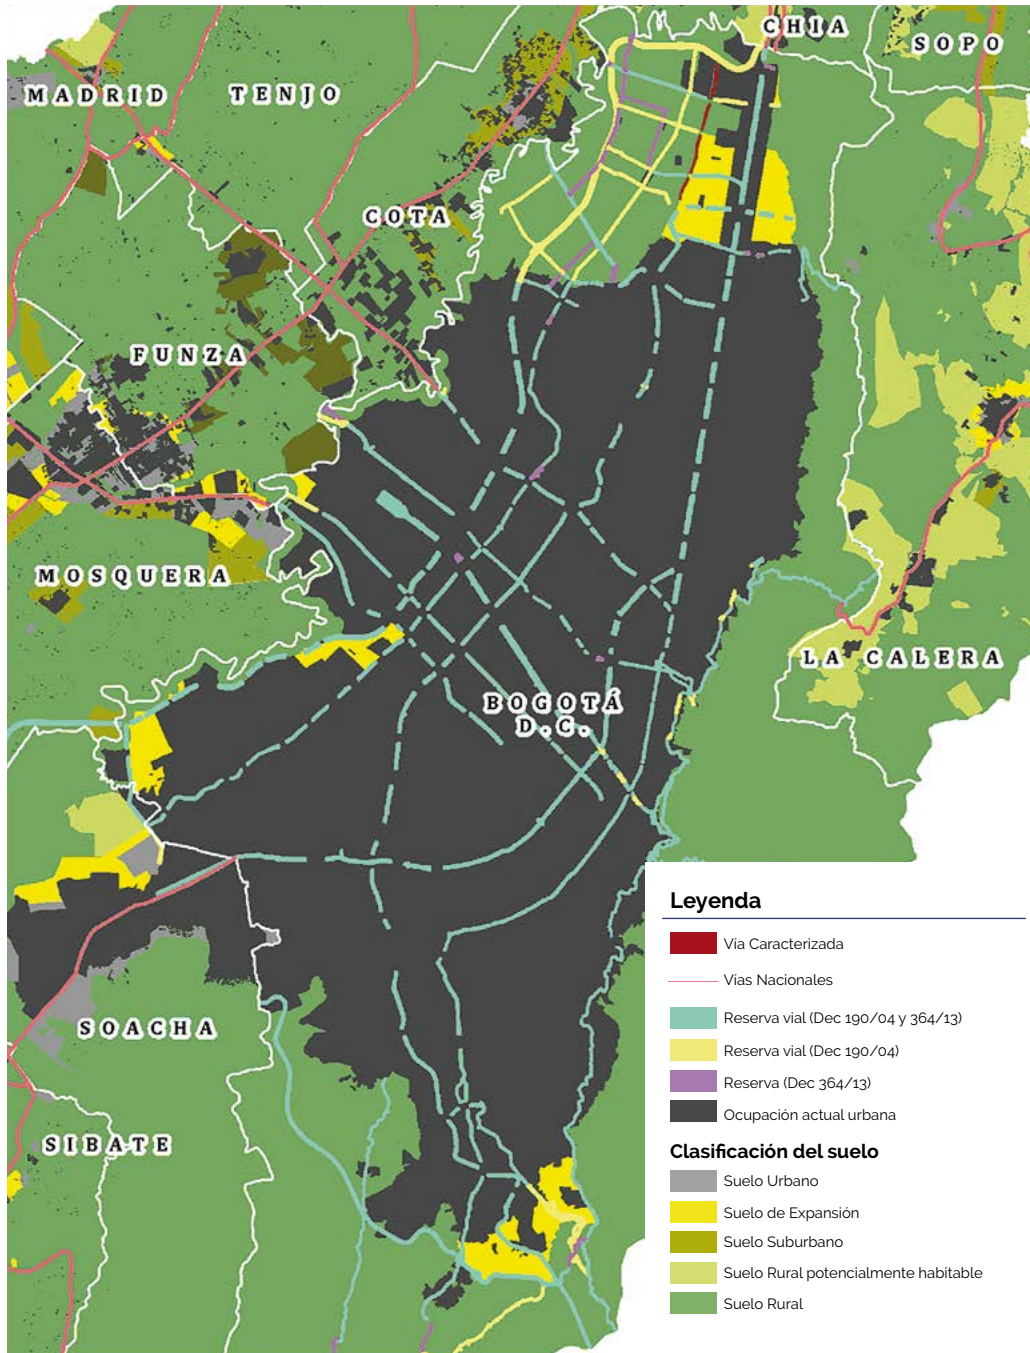 CHIA
SOPO
MADRID
TENJO
COTA
FUNZA
MOSQUERA
LA CALERA
BOGOTÁ
D.C.
SOACHA
SIBATE
Leyenda
Vía Caracterizada
Vías Nacionales
Reserva vial (Dec 190/04 y 364/13)
Reserva vial (Dec 190/04)
Reserva (Dec 364/13)
Ocupación actual urbana
Clasificación del suelo
Suelo Urbano
Suelo de Expansión
Suelo Suburbano
Suelo Rural potencialmente habitable
Suelo Rural